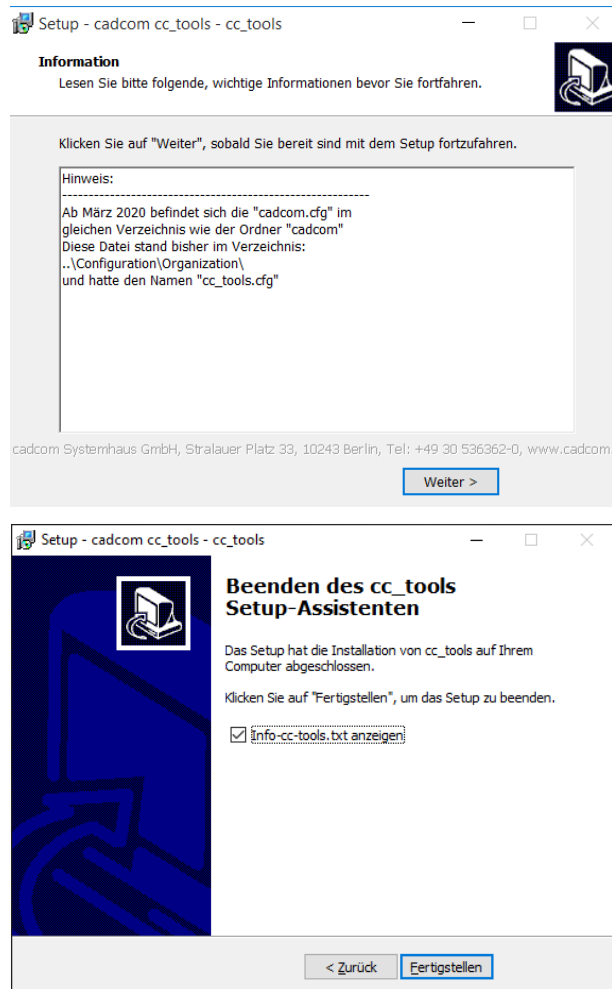 Setup - cadcom cc_tools - cc_tools
Information
Lesen Sie bitte folgende, wichtige Informationen bevor Sie fortfahren.
Klicken Sie auf "Weiter", sobald Sie bereit sind mit dem Setup fortzufahren.
Hinweis:
----------------------------------------------------------
Ab März 2020 befindet sich die "cadcom.cfg" im
gleichen Verzeichnis wie der Ordner "cadcom"
Diese Datei stand bisher im Verzeichnis:
..\Configuration\Organization\
und hatte den Namen "cc_tools.cfg"
cadcom Systemhaus GmbH, Stralauer Platz 33, 10243 Berlin, Tel: +49 30 536362-0, www.cadcom.
Weiter >
Setup - cadcom cc_tools - cc_tools
Beenden des cc_tools
Setup-Assistenten
Das Setup hat die Installation von cc_tools auf Ihrem
Computer abgeschlossen.
Klicken Sie auf "Fertigstellen", um das Setup zu beenden.
Info-cc-tools.txt anzeigen
< Zurück
Fertigstellen